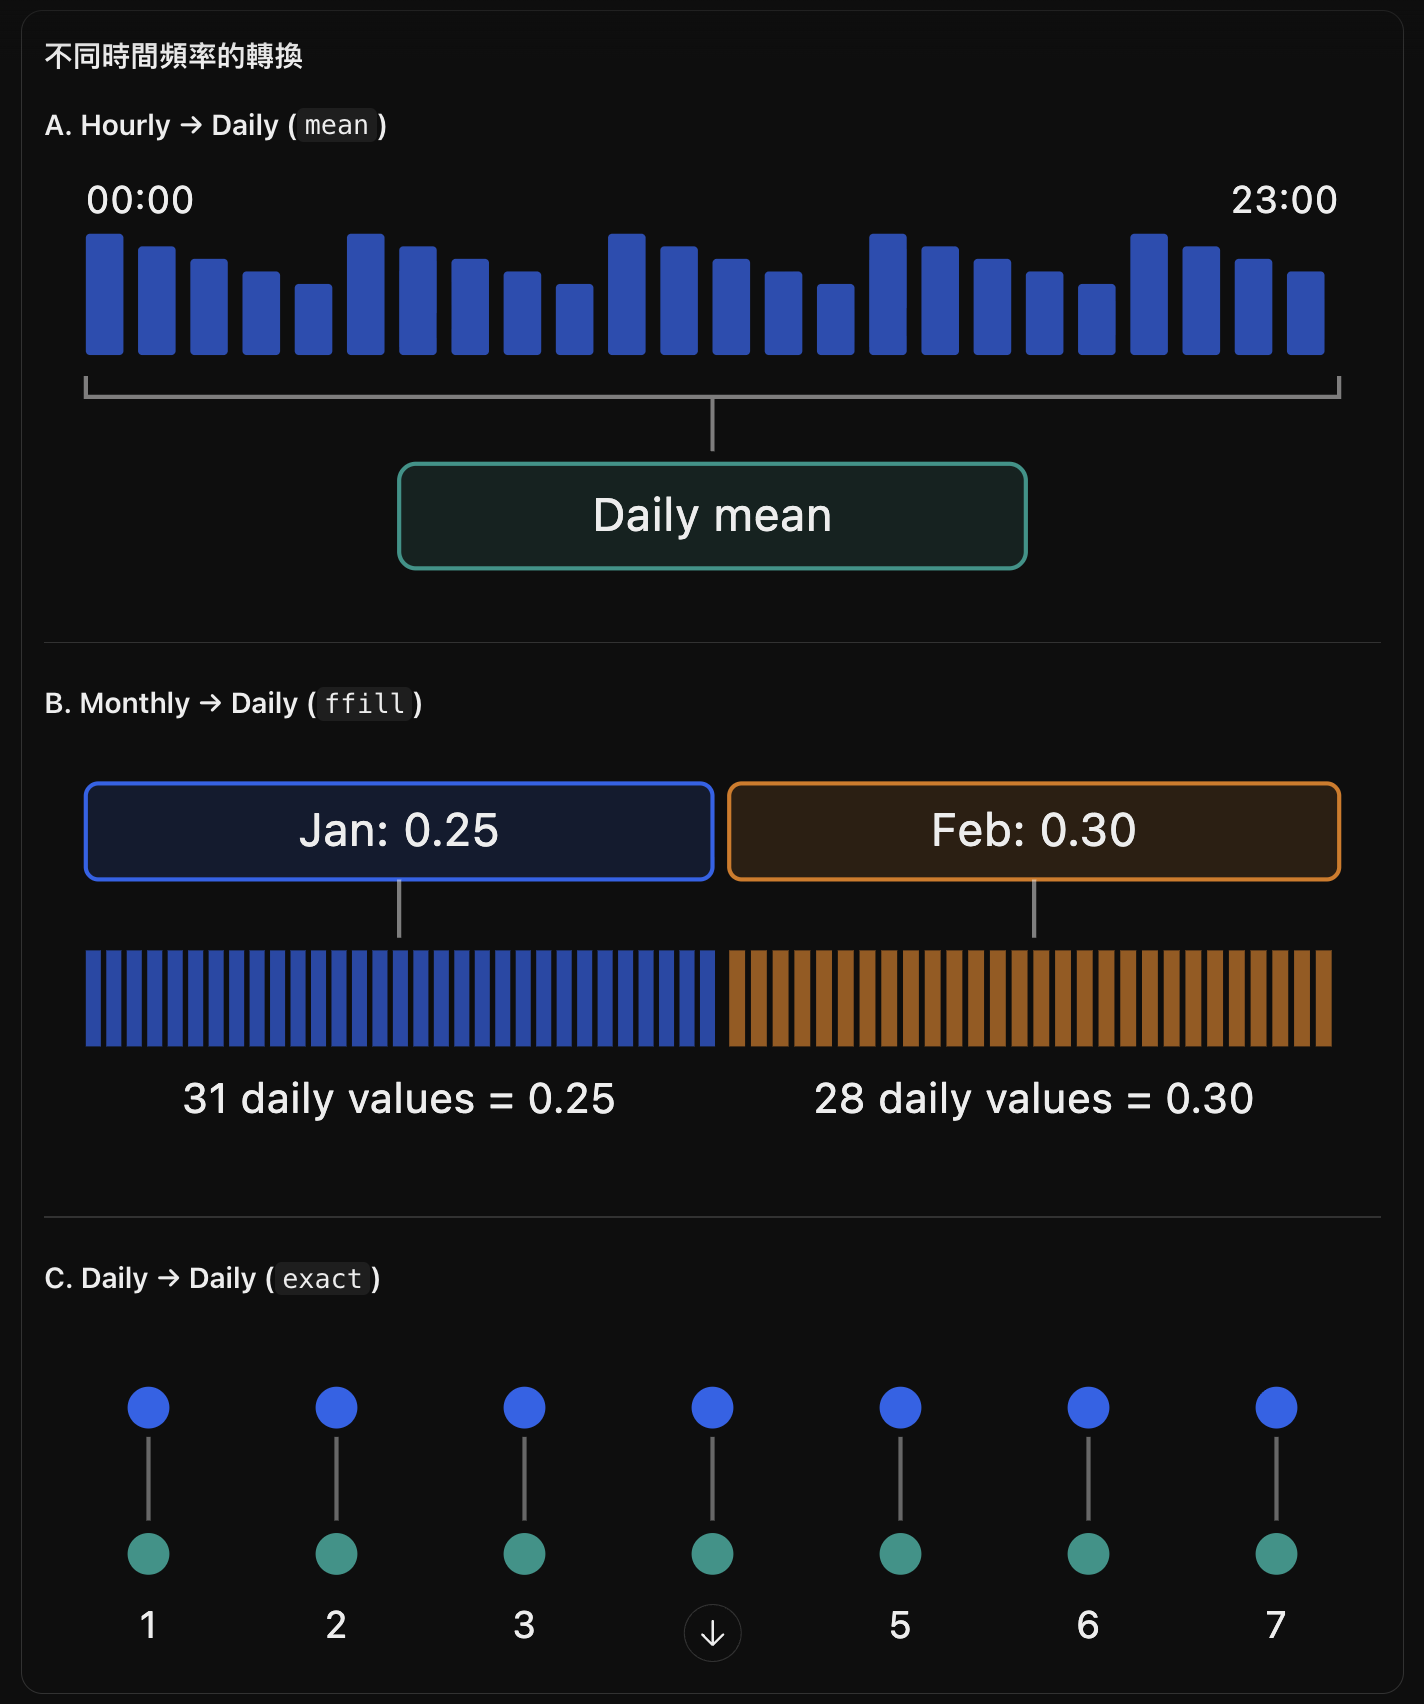 不同時間頻率的轉換
A. Hourly → Daily (mean)
00:00 23:00
Daily mean
B. Monthly → Daily (ffill)
Jan: 0.25 Feb: 0.30
31 daily values = 0.25 28 daily values = 0.30
C. Daily → Daily (exact)
1 2 3 5 6 7